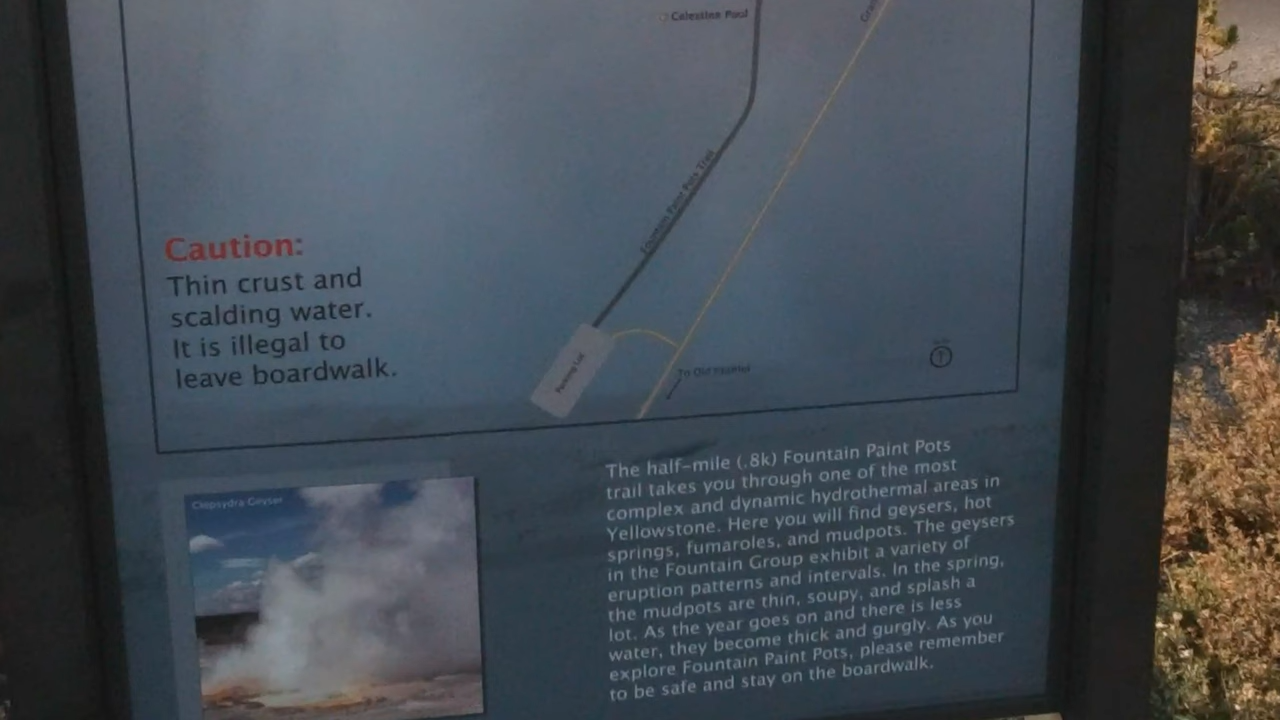 Celestine Pool
Fountain Paint Pots Trail
Caution:
Thin crust and
scalding water.
It is illegal to
leave boardwalk.
Parking Lot
To Old Faithful
Clepsydra Geyser
The half-mile (.8k) Fountain Paint Pots
trail takes you through one of the most
complex and dynamic hydrothermal areas in
Yellowstone. Here you will find geysers, hot
springs, fumaroles, and mudpots. The geysers
in the Fountain Group exhibit a variety of
eruption patterns and intervals. In the spring,
the mudpots are thin, soupy, and splash a
lot. As the year goes on and there is less
water, they become thick and gurgly. As you
explore Fountain Paint Pots, please remember
to be safe and stay on the boardwalk.